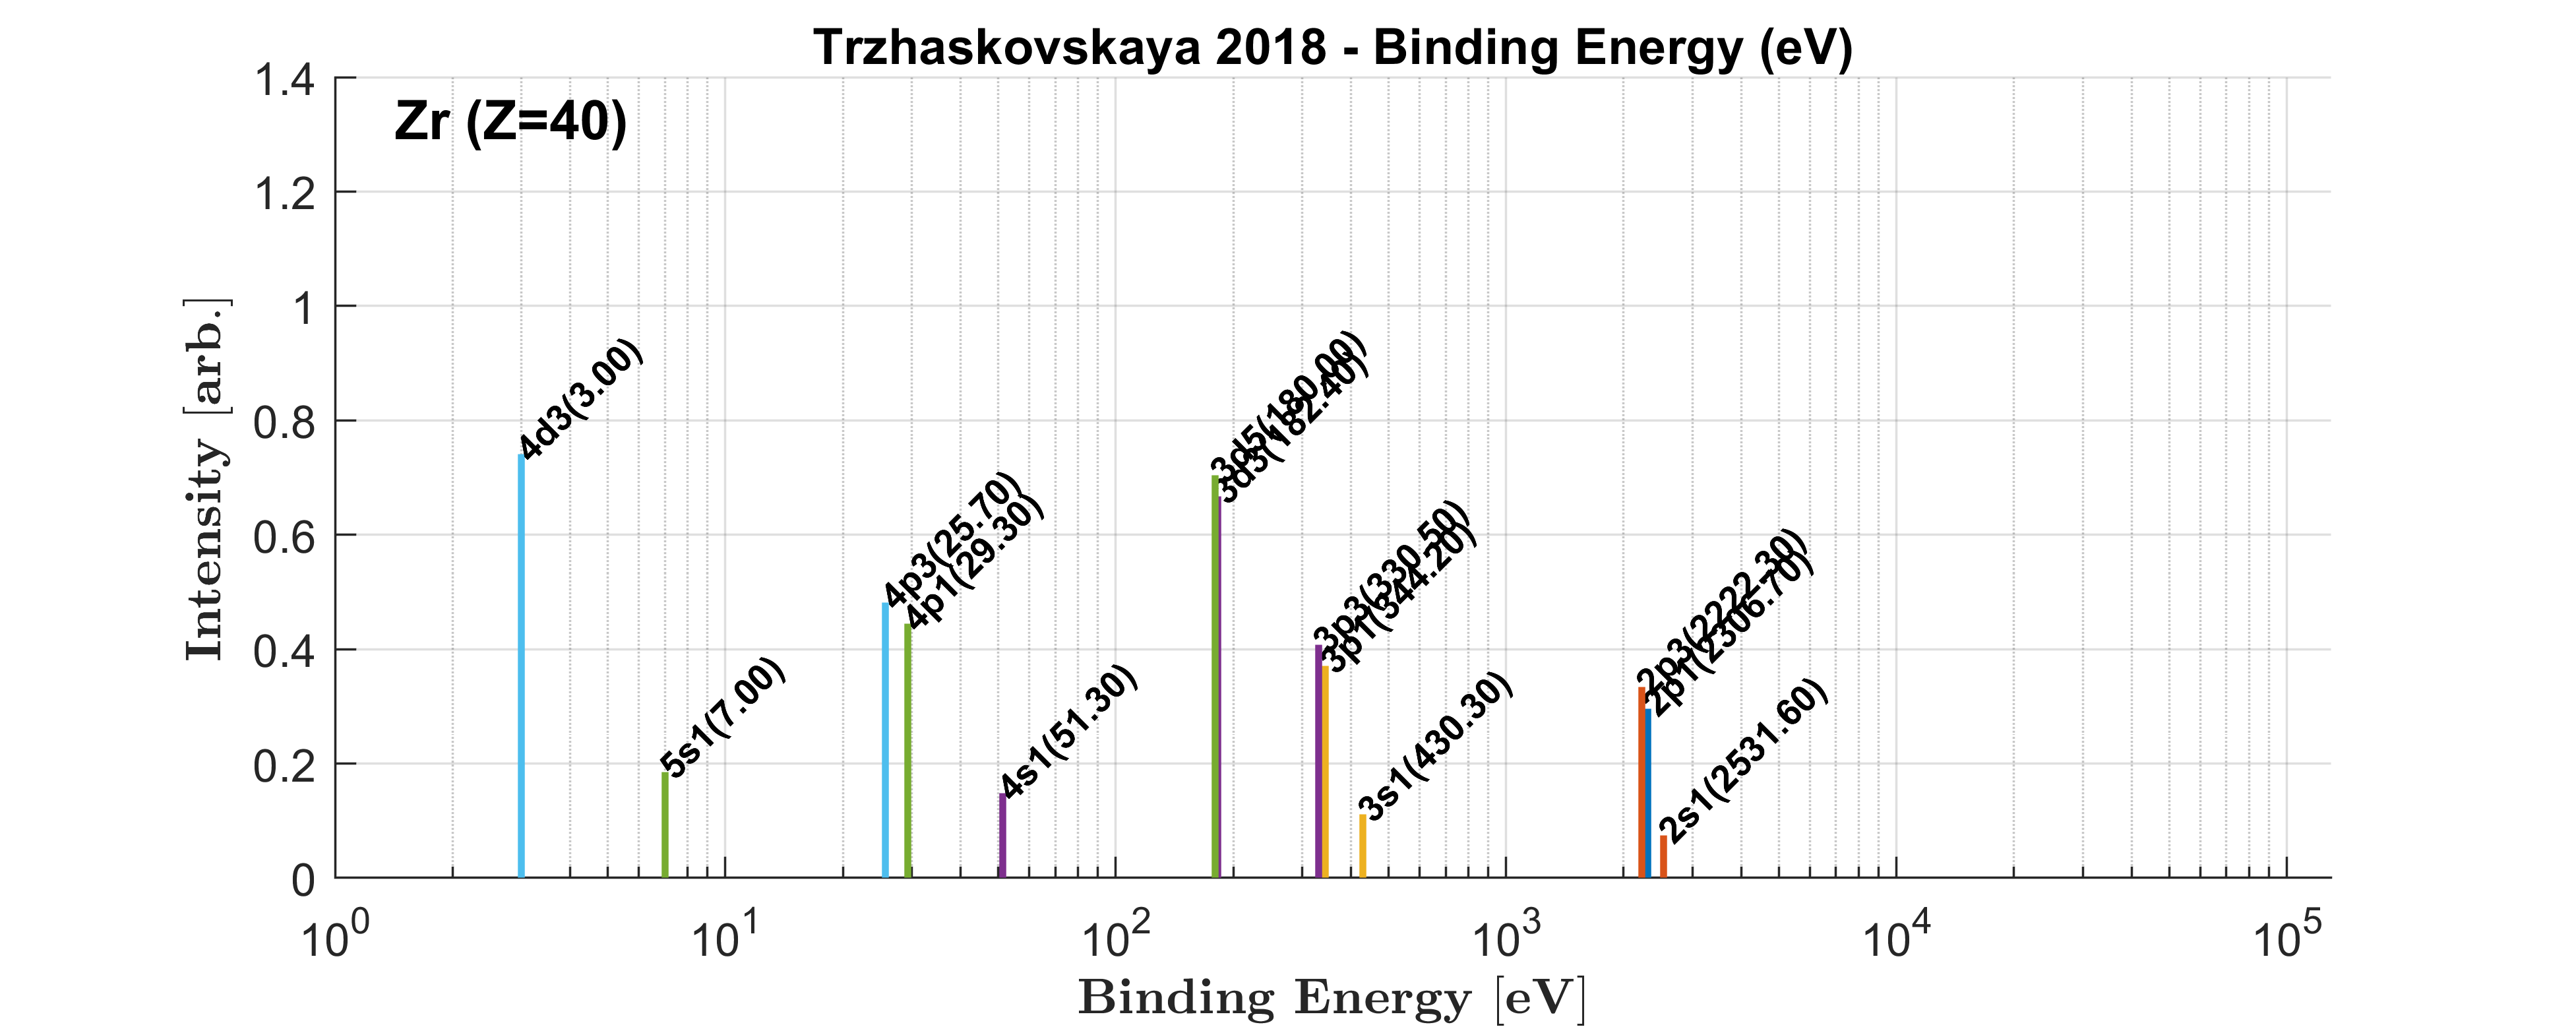 Trzhaskovskaya 2018 - Binding Energy (eV)
Zr (Z=40)
1.4
1.2
1
0.8
0.6
0.4
0.2
0
Intensity [arb.]
4d3(3.00)
5s1(7.00)
4p3(25.70)
4p1(29.30)
4s1(51.30)
3d5(180.00)
3d3(182.40)
3p3(330.50)
3p1(344.20)
3s1(430.30)
2p3(2222.30)
2p1(2306.70)
2s1(2531.60)
10^0 10^1 10^2 10^3 10^4 10^5
Binding Energy [eV]